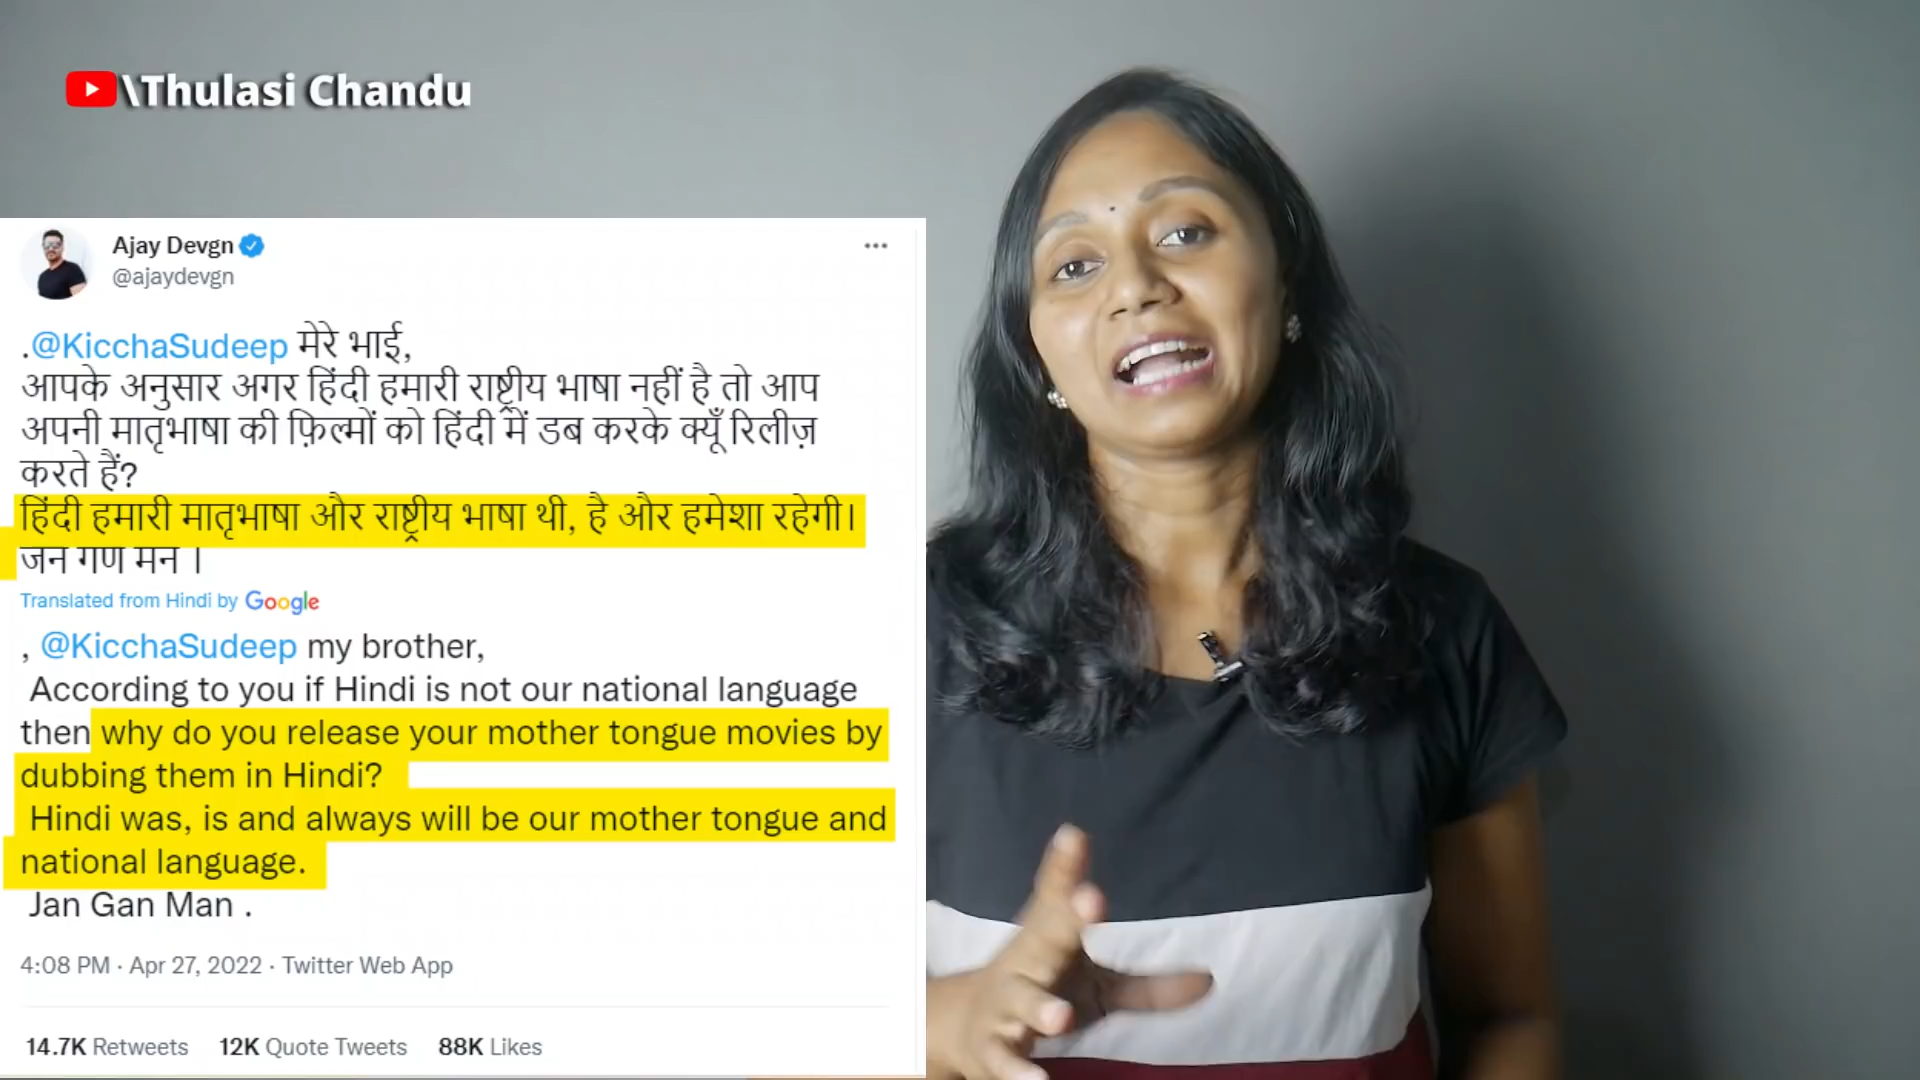 \Thulasi Chandu
Ajay Devgn
@ajaydevgn
.@KicchaSudeep मेरे भाई,
आपके अनुसार अगर हिंदी हमारी राष्ट्रीय भाषा नहीं है तो आप
अपनी मातृभाषा की फ़िल्मों को हिंदी में डब करके क्यूँ रिलीज़
करते हैं?
हिंदी हमारी मातृभाषा और राष्ट्रीय भाषा थी, है और हमेशा रहेगी।
जन गण मन ।
Translated from Hindi by Google
, @KicchaSudeep my brother,
According to you if Hindi is not our national language
then why do you release your mother tongue movies by
dubbing them in Hindi?
Hindi was, is and always will be our mother tongue and
national language.
Jan Gan Man .
4:08 PM · Apr 27, 2022 · Twitter Web App
14.7K Retweets 12K Quote Tweets 88K Likes